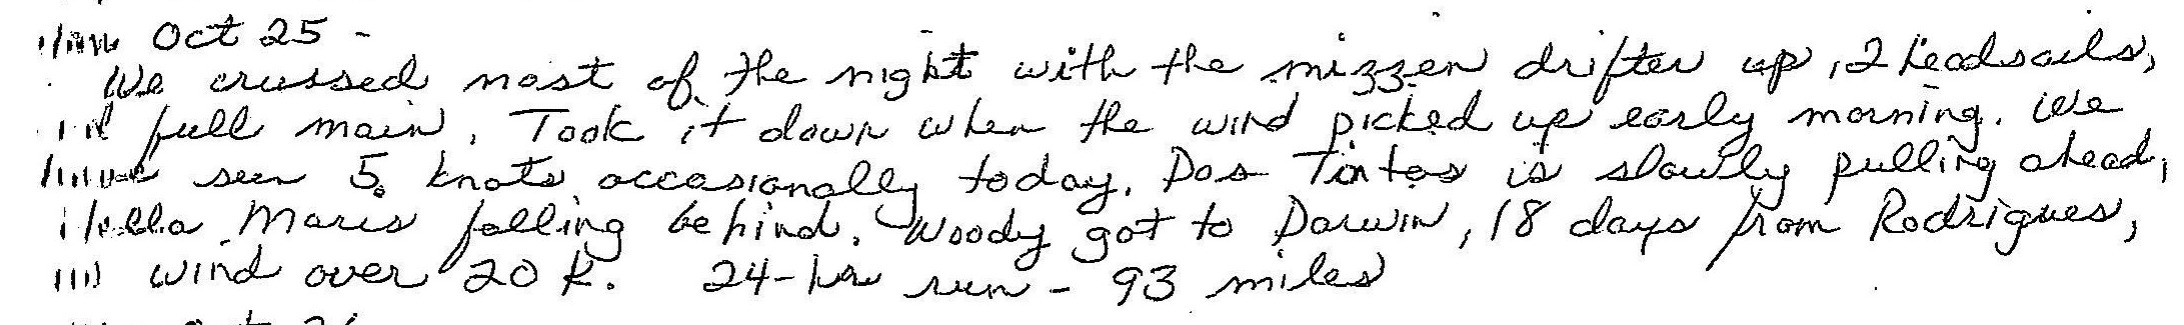 Oct 25 -
We crussed most of the night with the mizzen drifter up, 2 headsails,
full main. Took it down when the wind picked up early morning. We
seen 5 knots occasionally today. Dos Tintos is slowly pulling ahead,
Maris falling behind. Woody got to Darwin, 18 days from Rodrigues,
wind over 20 k. 24-hr run - 93 miles